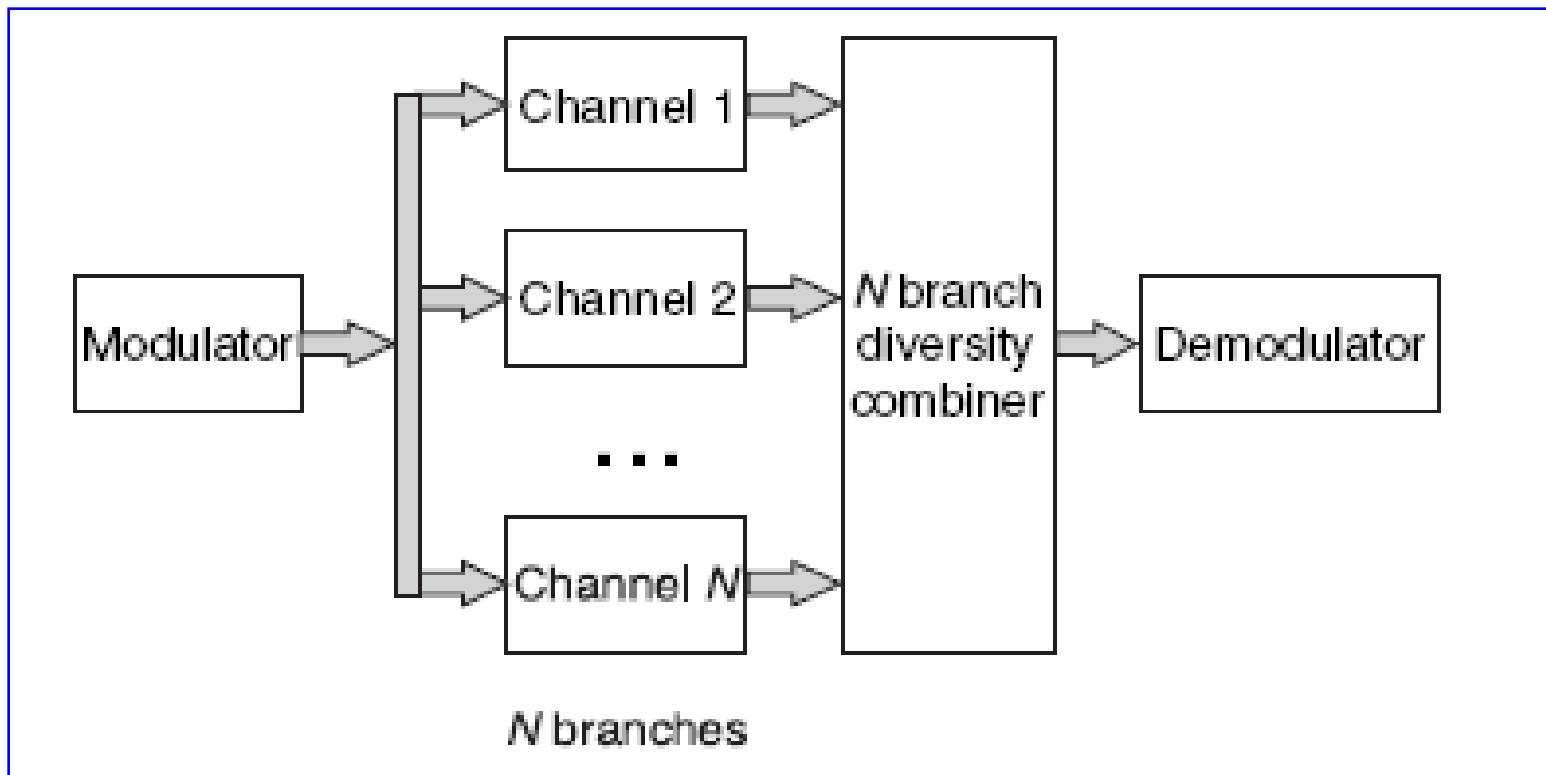 Modulator
Channel 1
Channel 2
...
Channel N
N branches
N branch
diversity
combiner
Demodulator